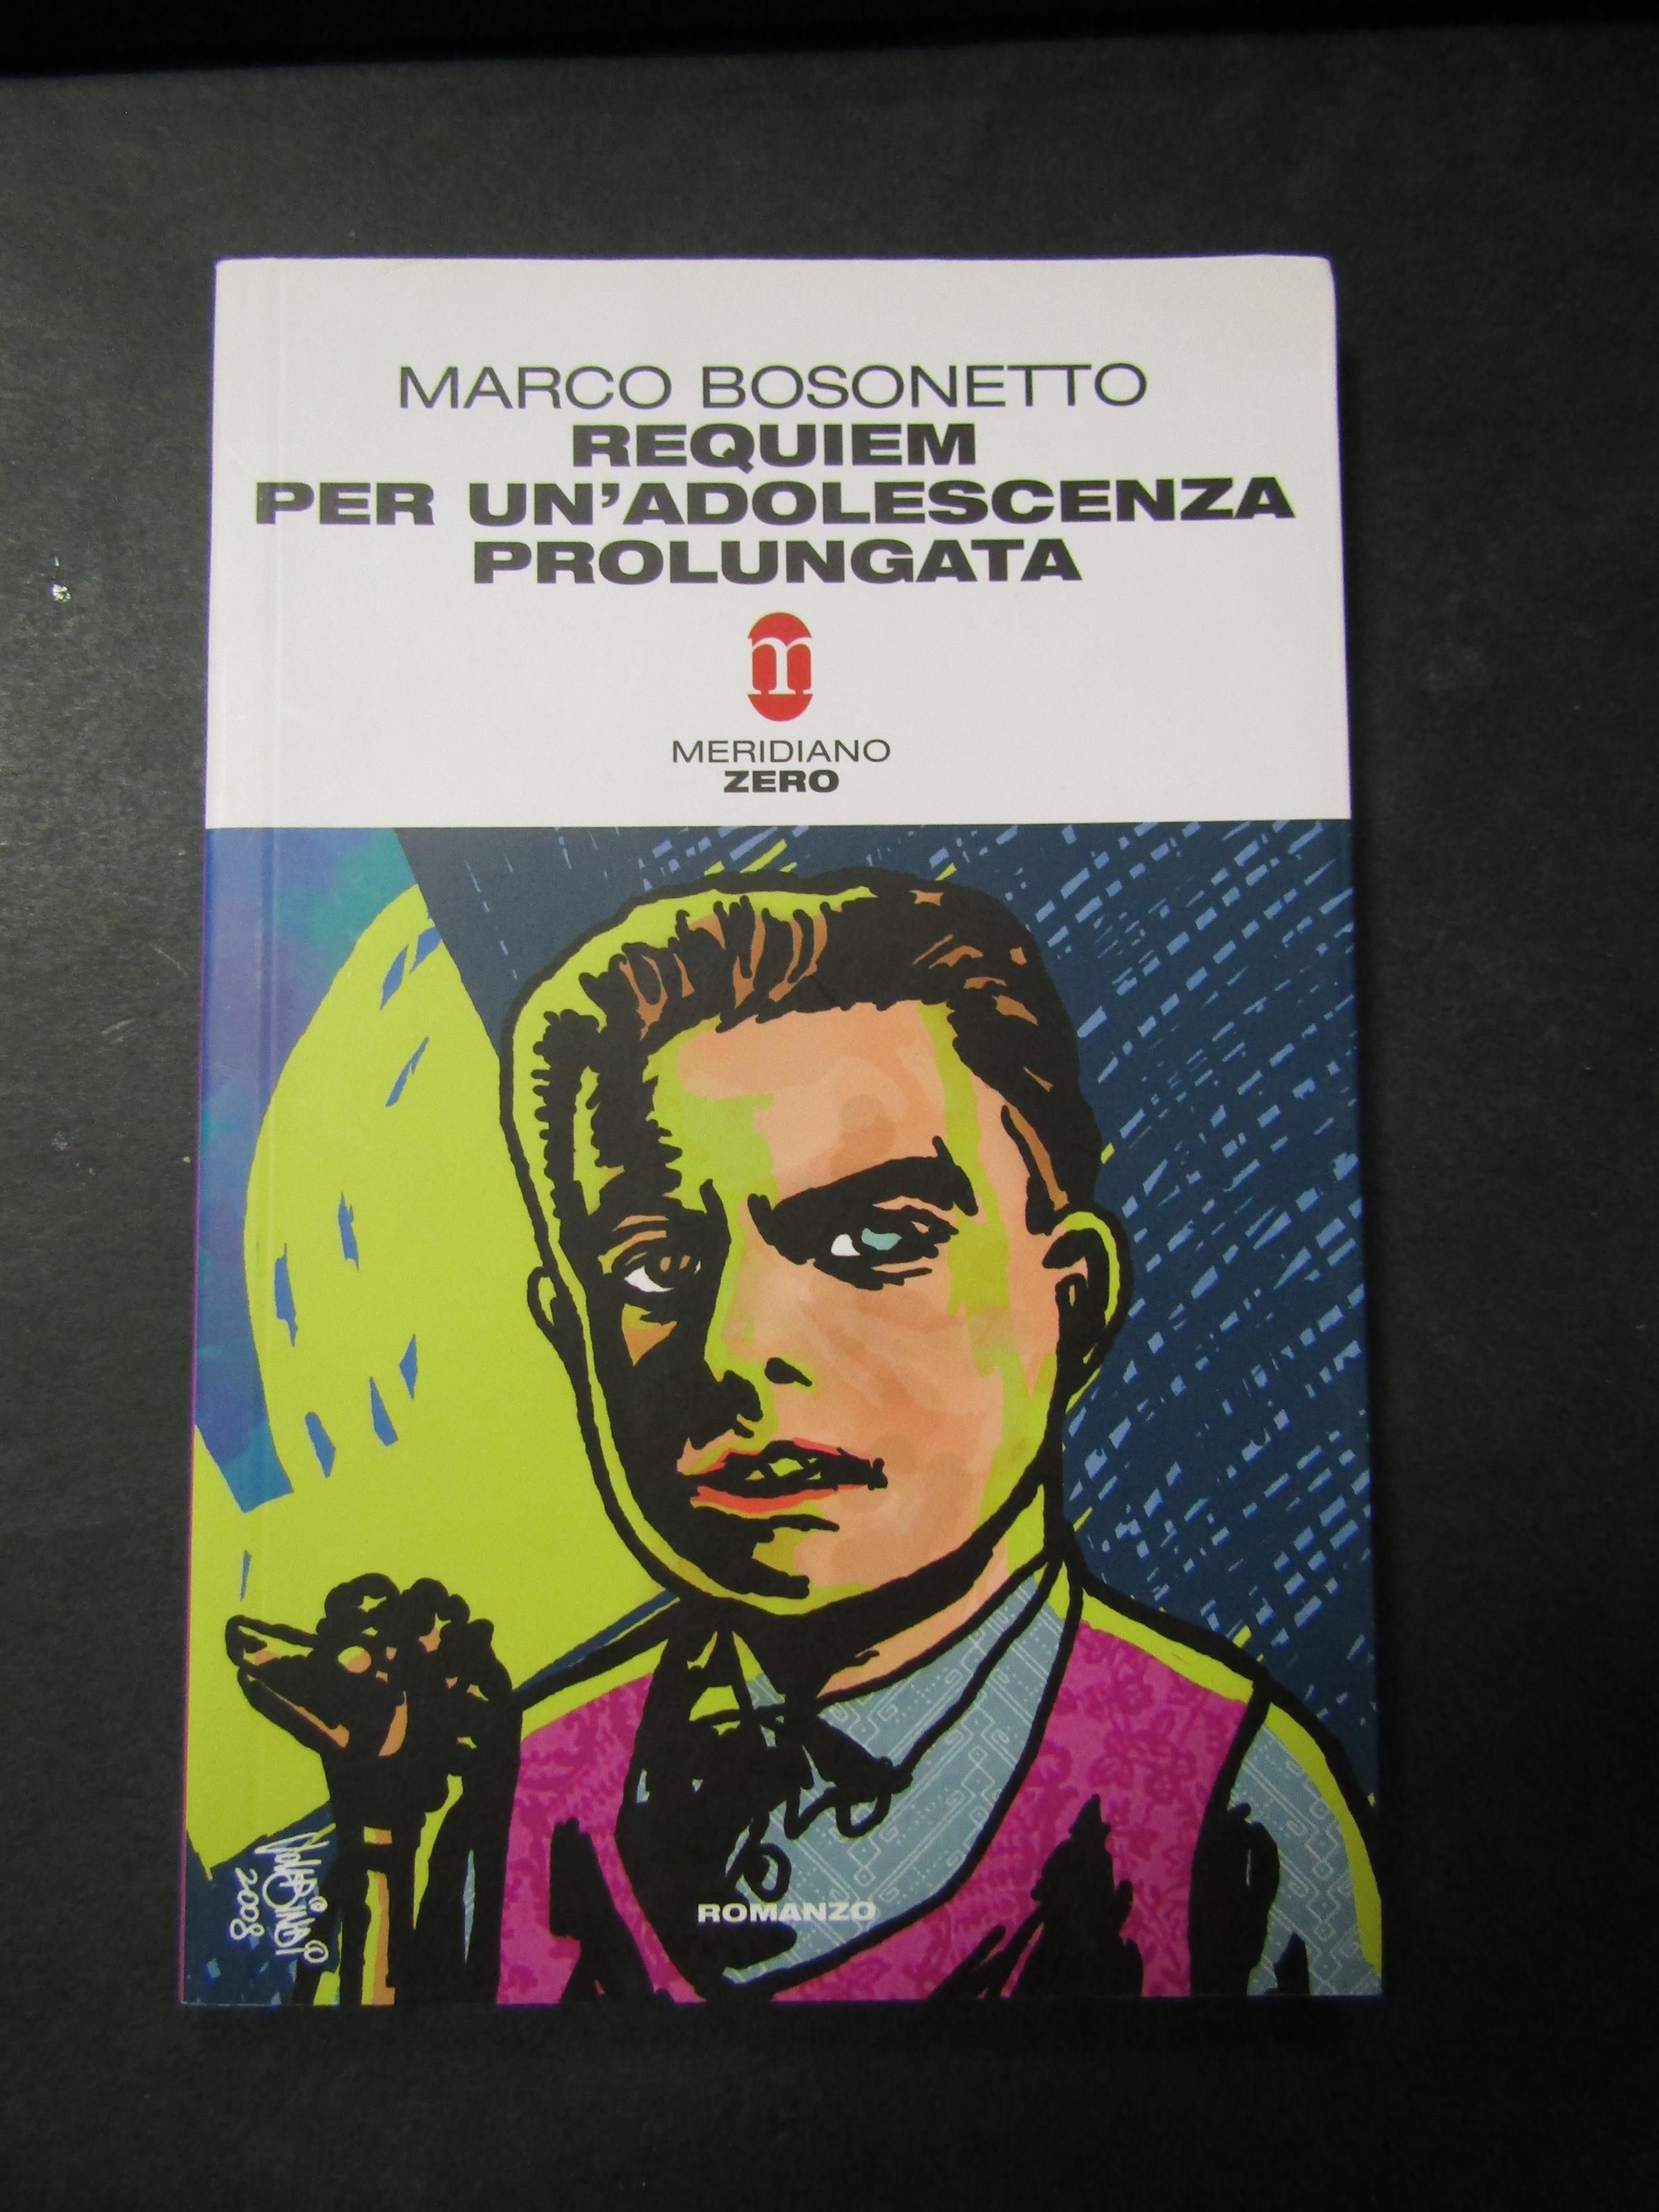 MARCO BOSONETTO
REQUIEM
PER UN'ADOLESCENZA
PROLUNGATA
m
MERIDIANO
ZERO
ROMANZO
2008